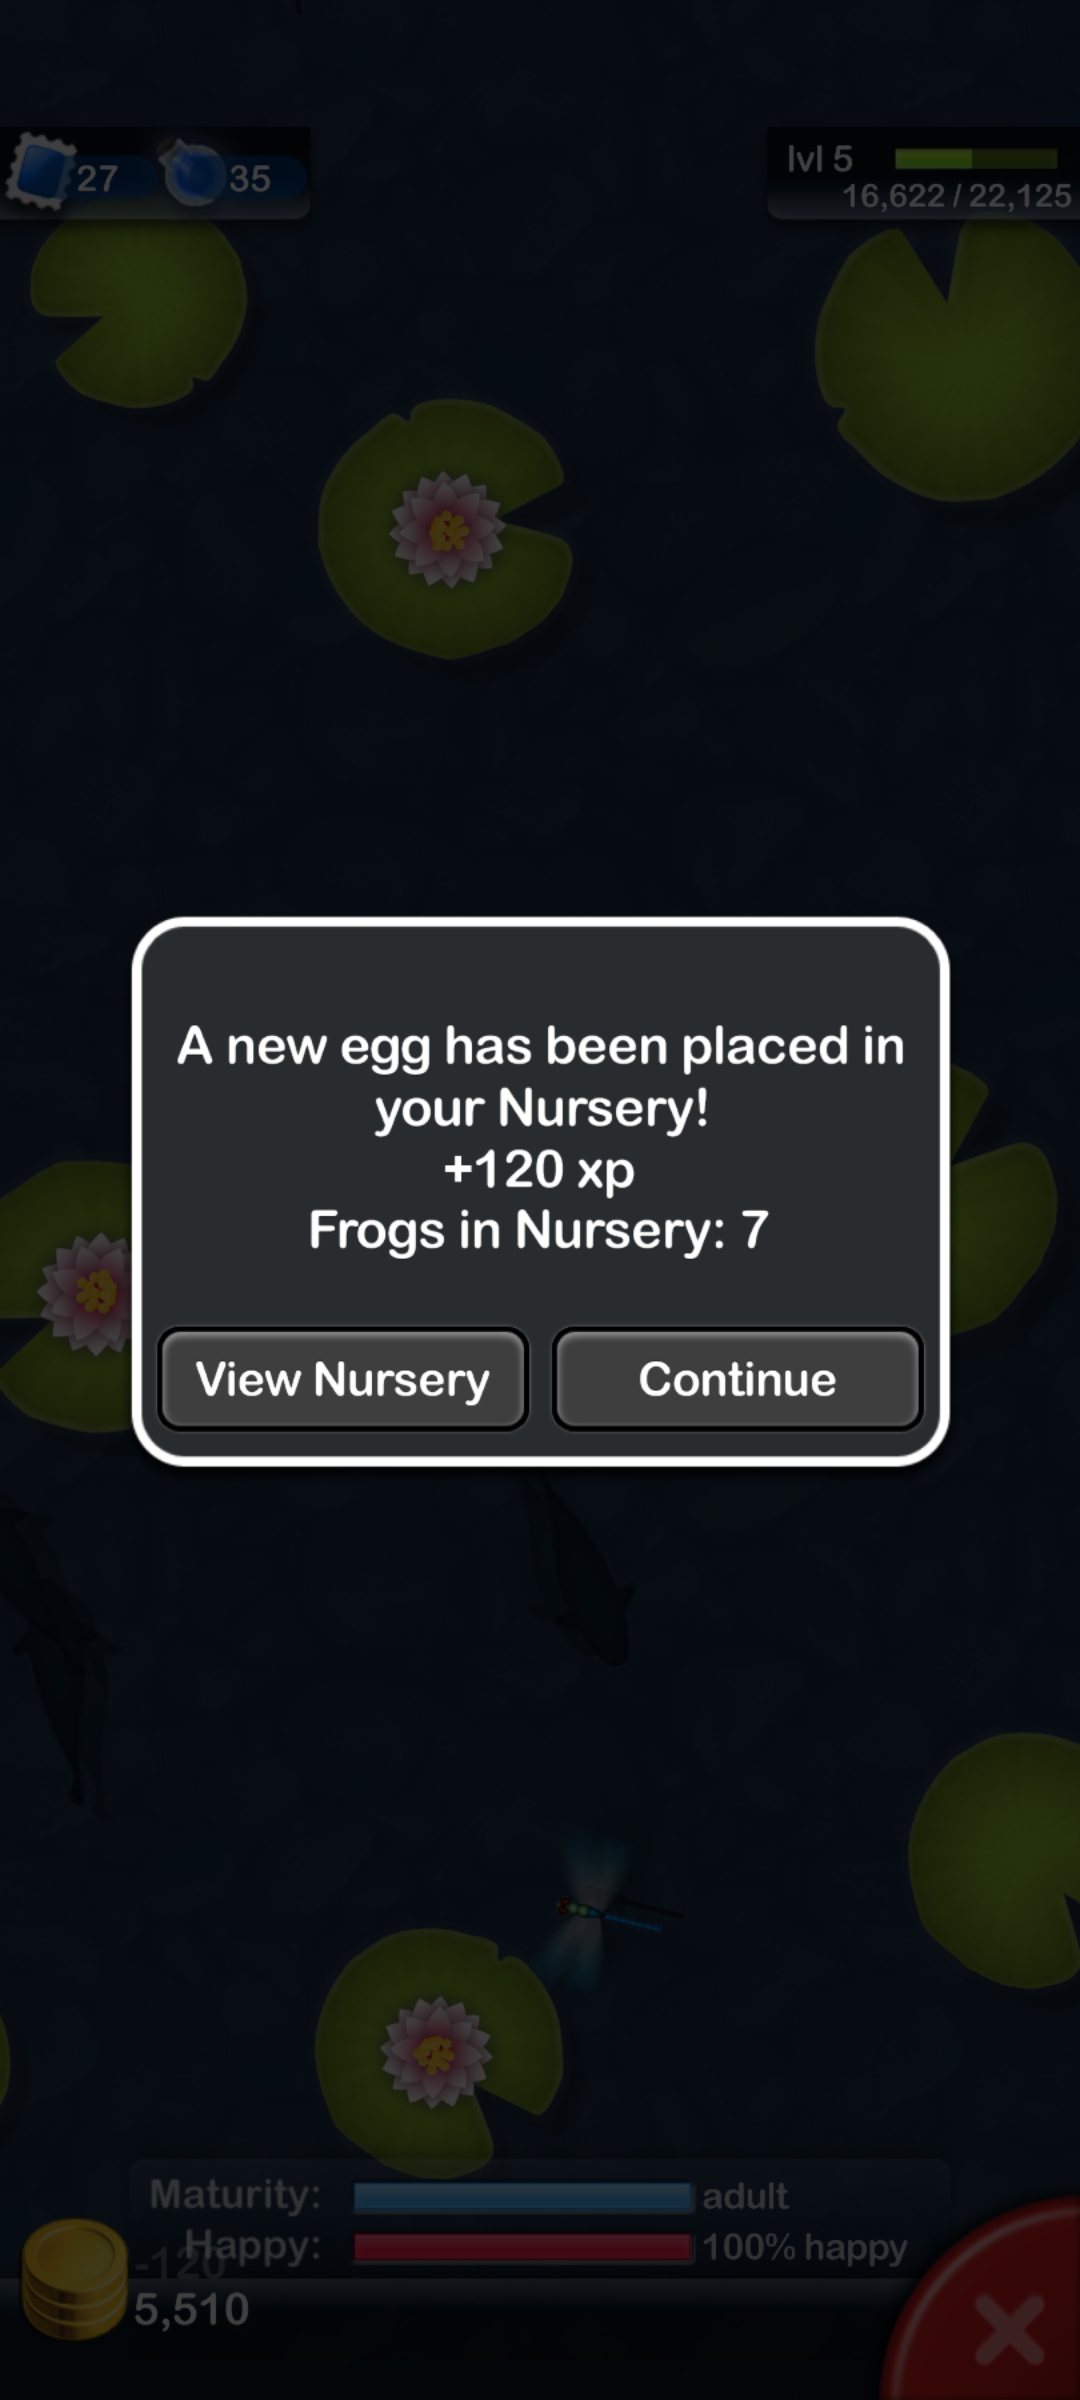 27 35
lvl 5
16,622 / 22,125
A new egg has been placed in
your Nursery!
+120 xp
Frogs in Nursery: 7
View Nursery Continue
Maturity: adult
Happy: 100% happy
-120
5,510